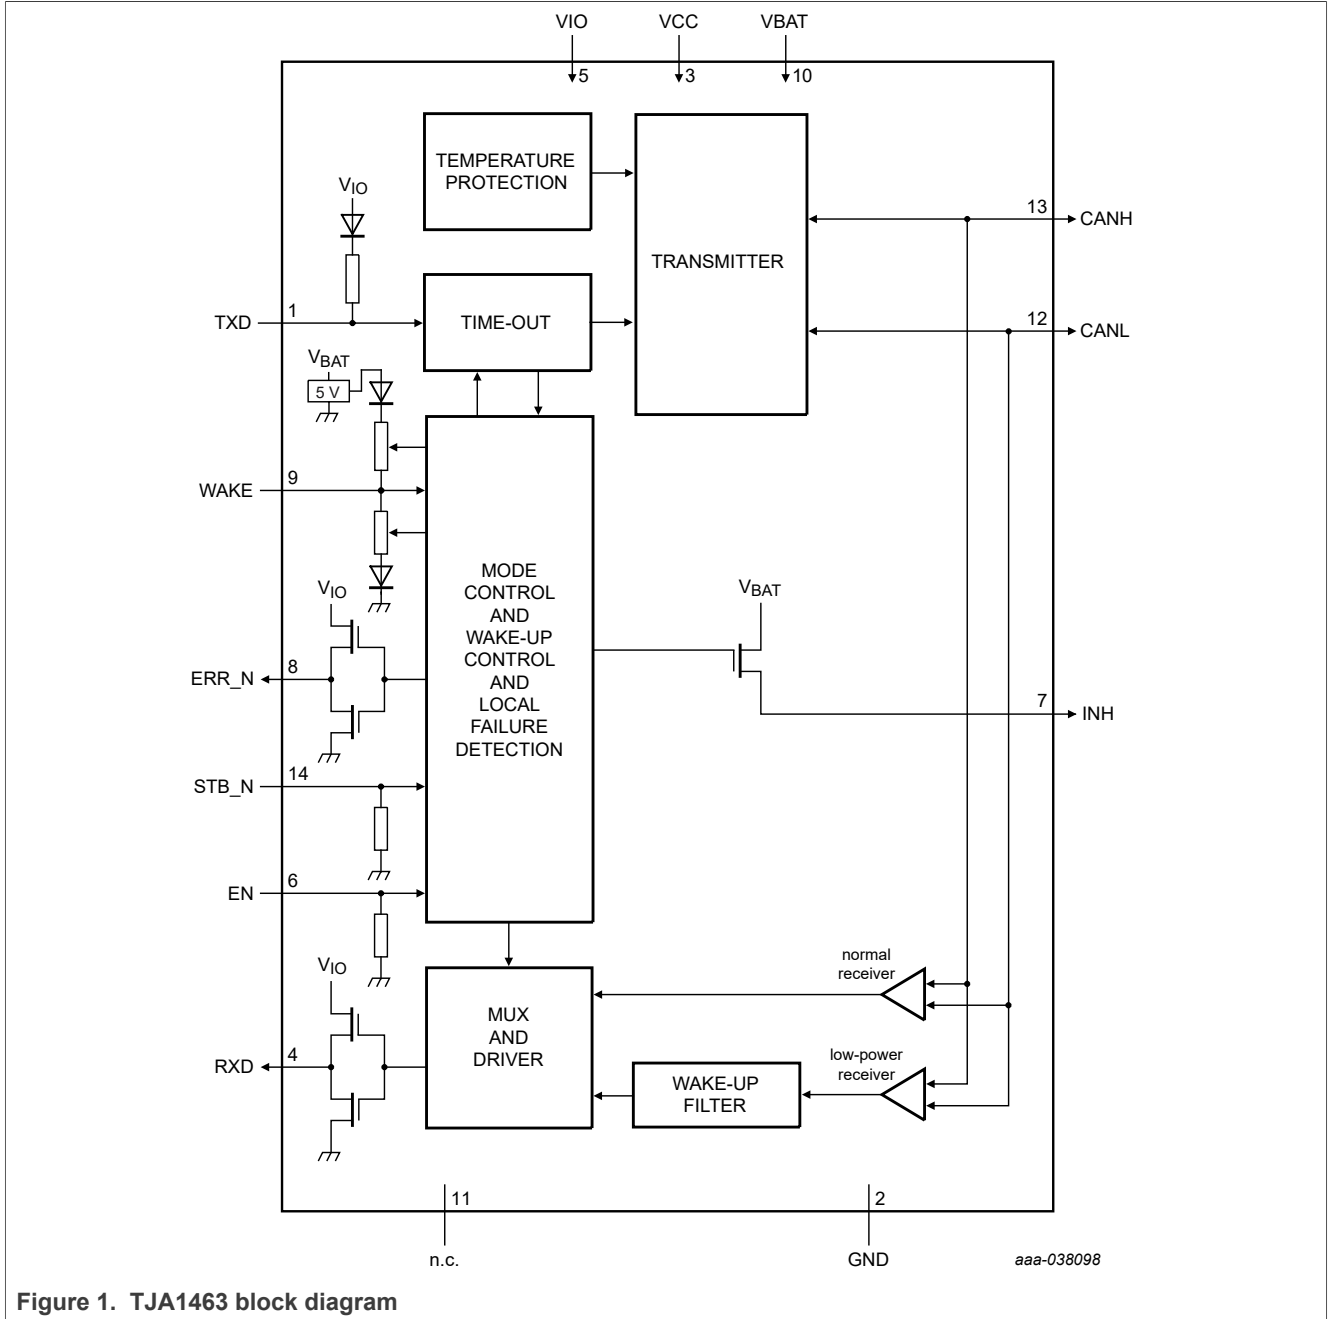 VIO VCC VBAT
5 3 10
TEMPERATURE
PROTECTION
VIO
13
CANH
TRANSMITTER
1
TXD
TIME-OUT
12
CANL
VBAT
5 V
9
WAKE
MODE
CONTROL
AND
WAKE-UP
CONTROL
AND
LOCAL
FAILURE
DETECTION
VIO
VBAT
8
ERR_N
7
INH
14
STB_N
6
EN
normal
receiver
VIO
MUX
AND
DRIVER
4
RXD
low-power
receiver
WAKE-UP
FILTER
11
2
n.c.
GND
aaa-038098
Figure 1. TJA1463 block diagram